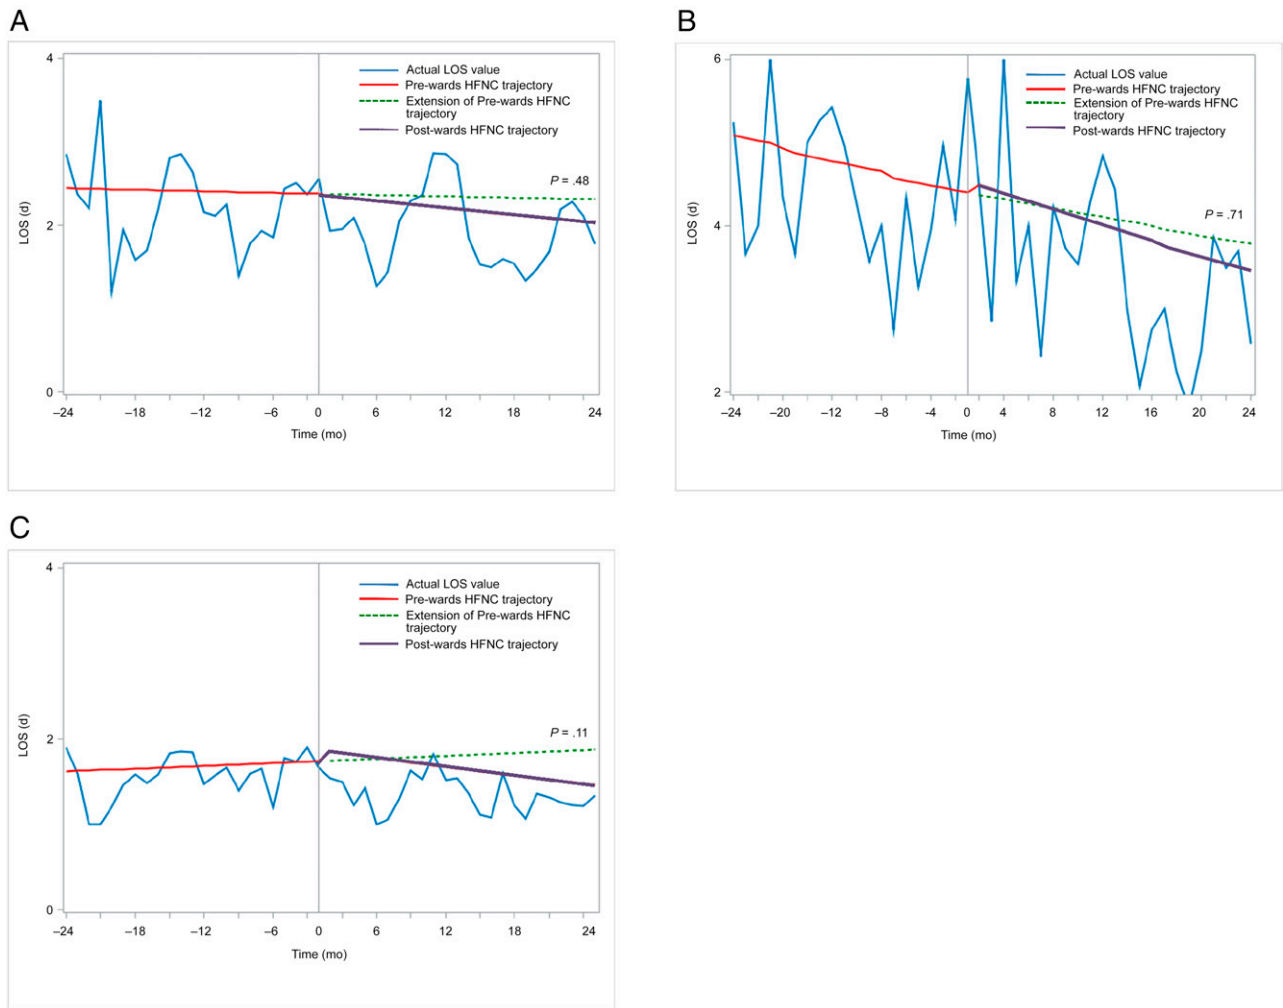 A
4
2
0
LOS (d)
Actual LOS value
Pre-wards HFNC trajectory
Extension of Pre-wards HFNC
trajectory
Post-wards HFNC trajectory
P = .48
–24 –18 –12 –6 0 6 12 18 24
Time (mo)
B
6
4
2
LOS (d)
Actual LOS value
Pre-wards HFNC trajectory
Extension of Pre-wards HFNC
trajectory
Post-wards HFNC trajectory
P = .71
–24 –20 –12 –8 -4 0 4 8 12 16 20 24
Time (mo)
C
4
2
0
LOS (d)
Actual LOS value
Pre-wards HFNC trajectory
Extension of Pre-wards HFNC
trajectory
Post-wards HFNC trajectory
P = .11
–24 –18 –12 –6 0 6 12 18 24
Time (mo)